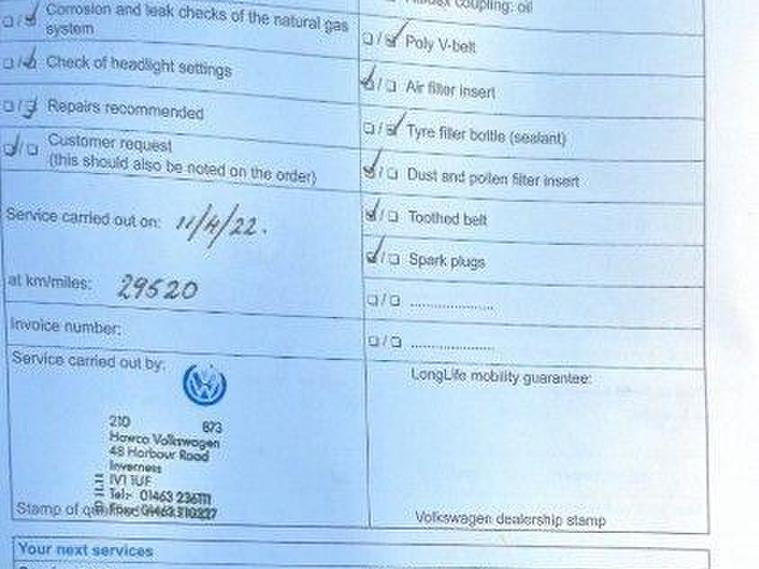 Corrosion and leak checks of the natural gas
system
Check of headlight settings
Repairs recommended
Customer request
(this should also be noted on the order)
Service carried out on: 11/4/22.
at km/miles: 29520
Invoice number:
Service carried out by:
210 873
Hawco Volkswagen
48 Harbour Road
Inverness
IV1 1UF
Tel:- 01463 236111
Stamp of
coupling: oil
Poly V-belt
Air filter insert
Tyre filler bottle (sealant)
Dust and pollen filter insert
Toothed belt
Spark plugs
....................
....................
LongLife mobility guarantee:
Volkswagen dealership stamp
Your next services